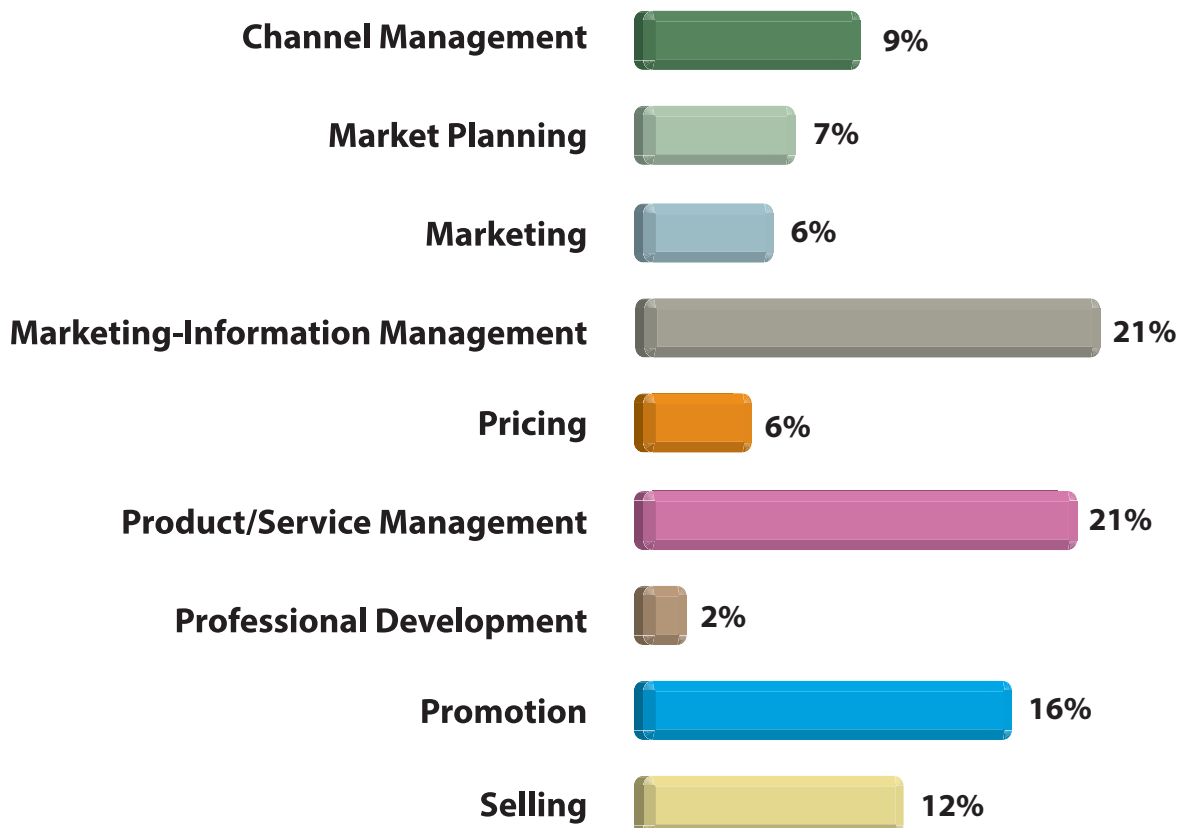 Channel Management 9%
Market Planning 7%
Marketing 6%
Marketing-Information Management 21%
Pricing 6%
Product/Service Management 21%
Professional Development 2%
Promotion 16%
Selling 12%